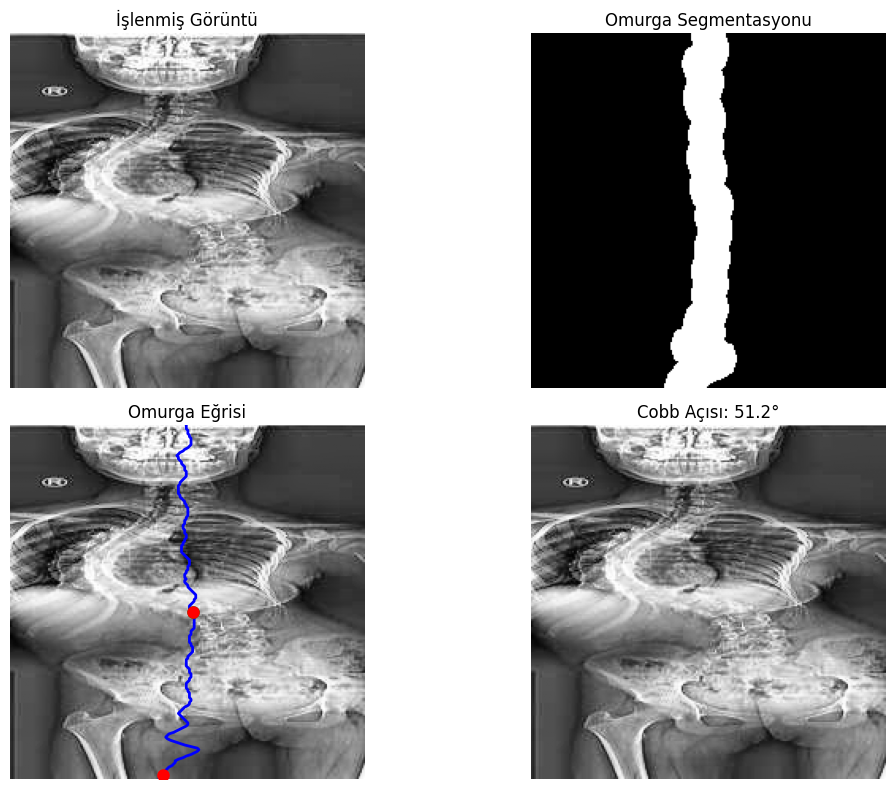 İşlenmiş Görüntü
Omurga Segmentasyonu
R
Omurga Eğrisi
Cobb Açısı: 51.2°
R
R